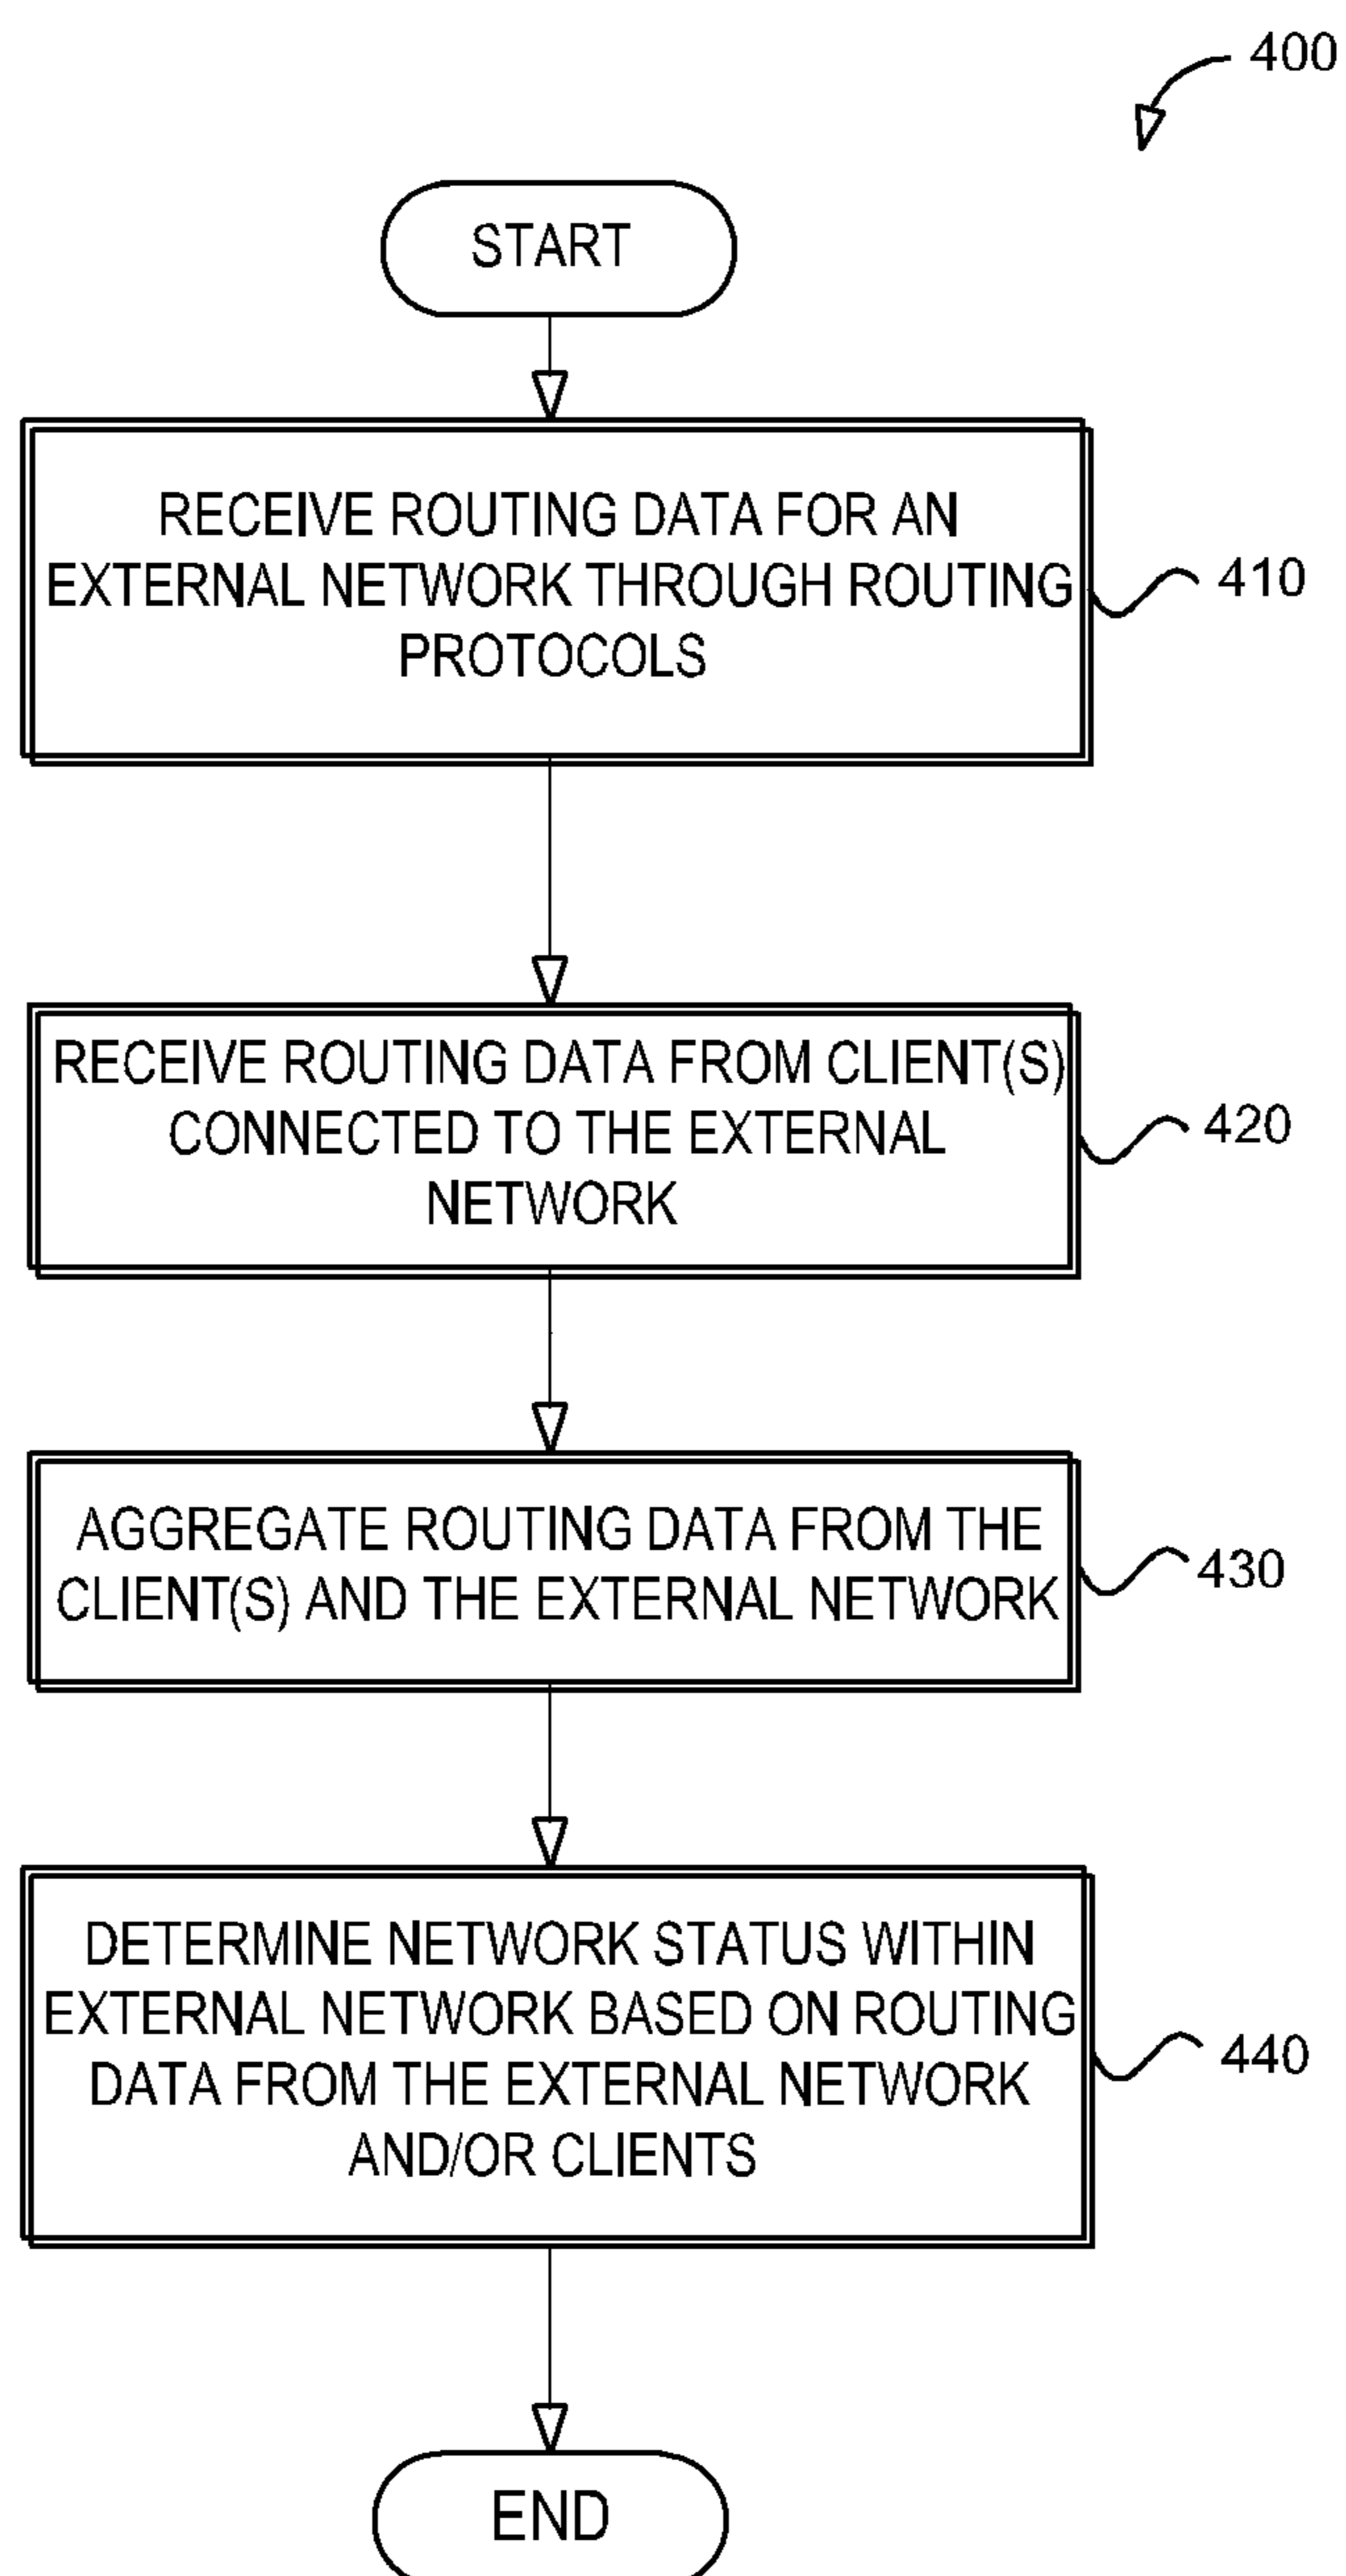 400
START
RECEIVE ROUTING DATA FOR AN
EXTERNAL NETWORK THROUGH ROUTING
PROTOCOLS
410
RECEIVE ROUTING DATA FROM CLIENT(S)
CONNECTED TO THE EXTERNAL
NETWORK
420
AGGREGATE ROUTING DATA FROM THE
CLIENT(S) AND THE EXTERNAL NETWORK
430
DETERMINE NETWORK STATUS WITHIN
EXTERNAL NETWORK BASED ON ROUTING
DATA FROM THE EXTERNAL NETWORK
AND/OR CLIENTS
440
END